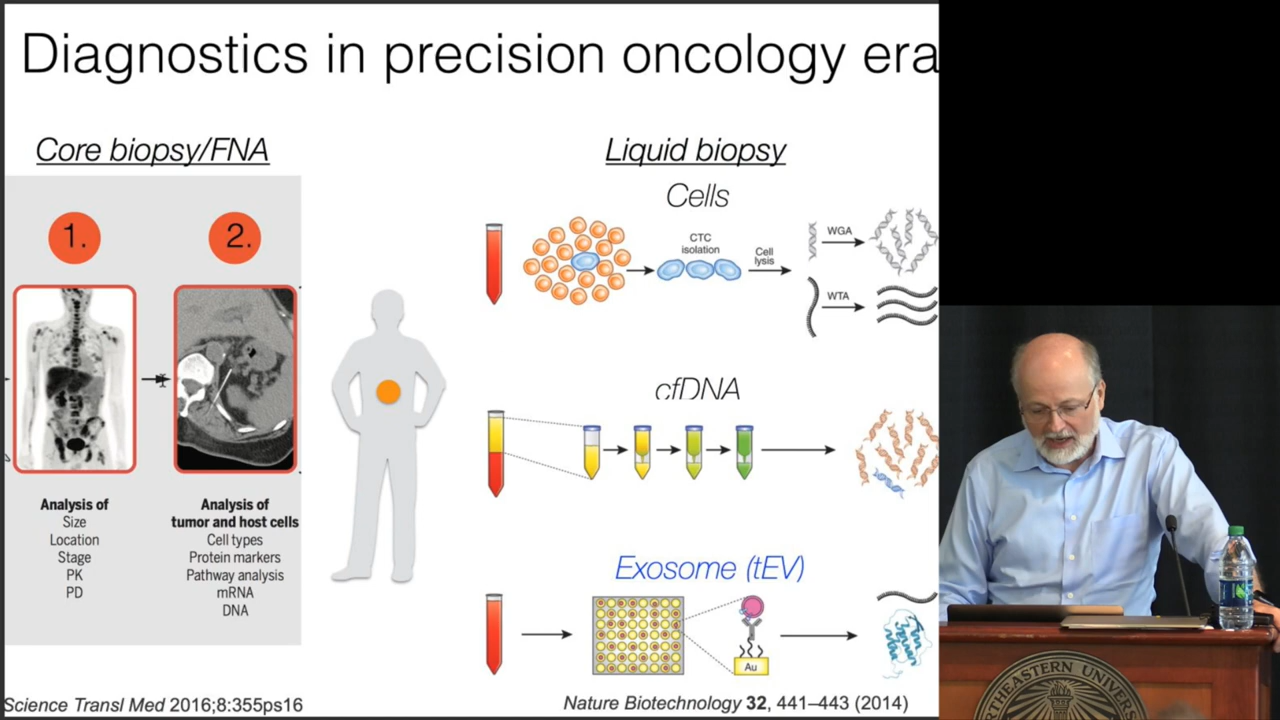 Diagnostics in precision oncology era
Core biopsy/FNA
1.
2.
Analysis of
Size
Location
Stage
PK
PD
Analysis of
tumor and host cells
Cell types
Protein markers
Pathway analysis
mRNA
DNA
Science Transl Med 2016;8:355ps16
Liquid biopsy
Cells
CTC
isolation
Cell
lysis
WGA
WTA
cfDNA
Exosome (tEV)
Au
Nature Biotechnology 32, 441–443 (2014)
HEASTERN UNIVER